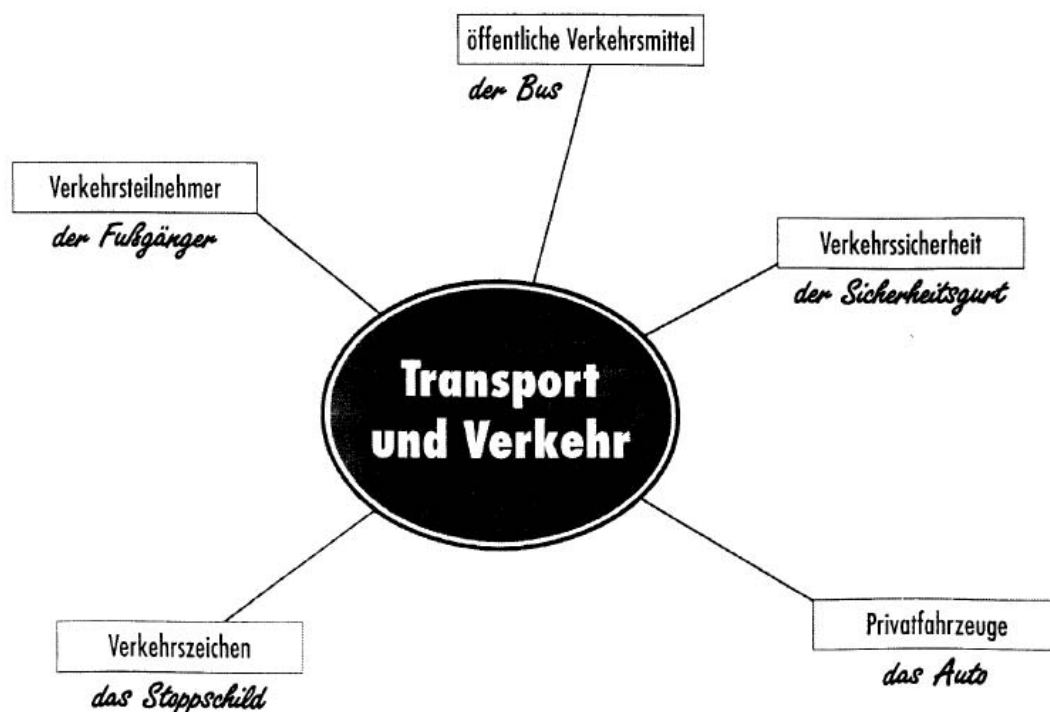 öffentliche Verkehrsmittel
der Bus
Verkehrsteilnehmer
der Fußgänger
Verkehrssicherheit
der Sicherheitsgurt
Transport
und Verkehr
Verkehrszeichen
das Stoppschild
Privatfahrzeuge
das Auto